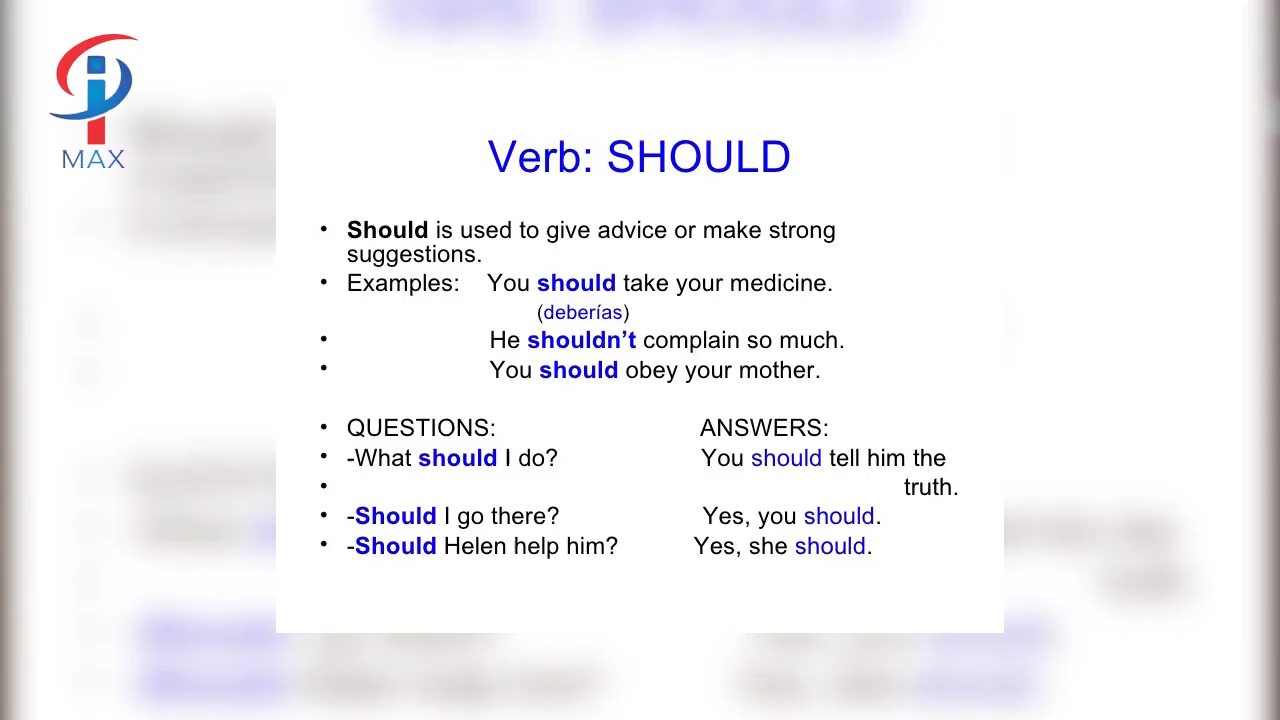 MAX
Verb: SHOULD
• Should is used to give advice or make strong
suggestions.
• Examples: You should take your medicine.
(deberías)
• He shouldn’t complain so much.
• You should obey your mother.
• QUESTIONS: ANSWERS:
• -What should I do? You should tell him the
• truth.
• -Should I go there? Yes, you should.
• -Should Helen help him? Yes, she should.